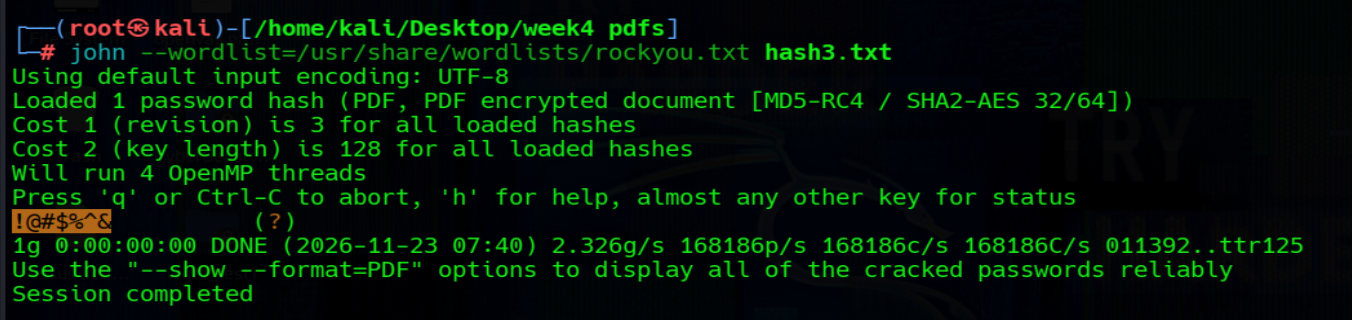 ┌──(root㉿kali)-[/home/kali/Desktop/week4 pdfs]
└─# john --wordlist=/usr/share/wordlists/rockyou.txt hash3.txt
Using default input encoding: UTF-8
Loaded 1 password hash (PDF, PDF encrypted document [MD5-RC4 / SHA2-AES 32/64])
Cost 1 (revision) is 3 for all loaded hashes
Cost 2 (key length) is 128 for all loaded hashes
Will run 4 OpenMP threads
Press 'q' or Ctrl-C to abort, 'h' for help, almost any other key for status
!@#$%^&          (?)
1g 0:00:00:00 DONE (2026-11-23 07:40) 2.326g/s 168186p/s 168186c/s 168186C/s 011392..ttr125
Use the "--show --format=PDF" options to display all of the cracked passwords reliably
Session completed
TRY